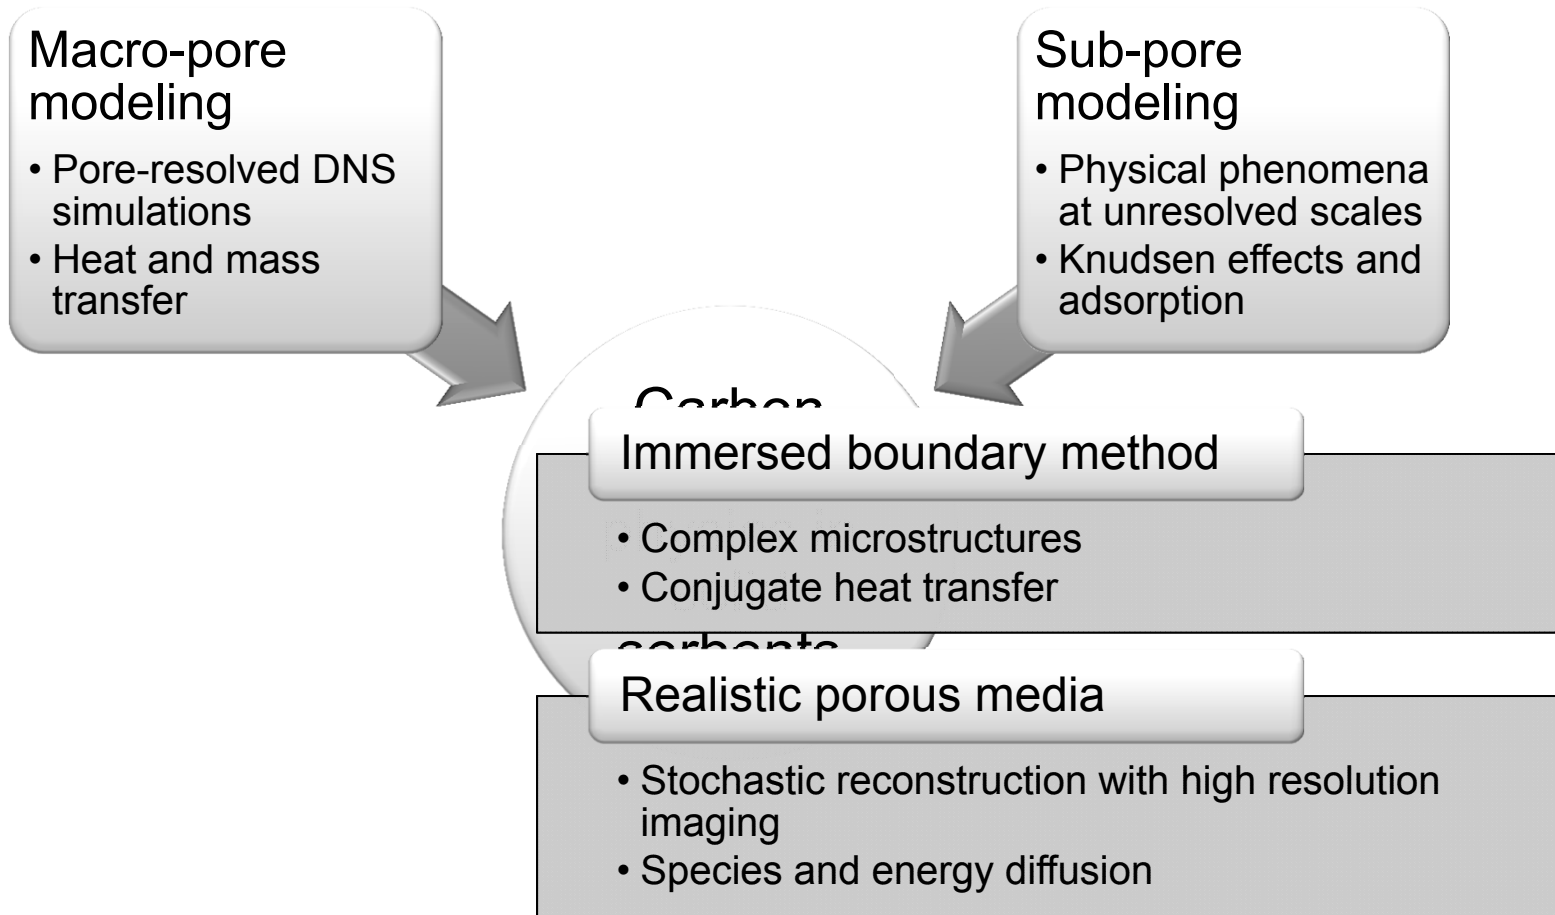 Macro-pore
modeling
• Pore-resolved DNS
simulations
• Heat and mass
transfer
Sub-pore
modeling
• Physical phenomena
at unresolved scales
• Knudsen effects and
adsorption
Carbon
Immersed boundary method
• Complex microstructures
• Conjugate heat transfer
sorbents
Realistic porous media
• Stochastic reconstruction with high resolution
imaging
• Species and energy diffusion